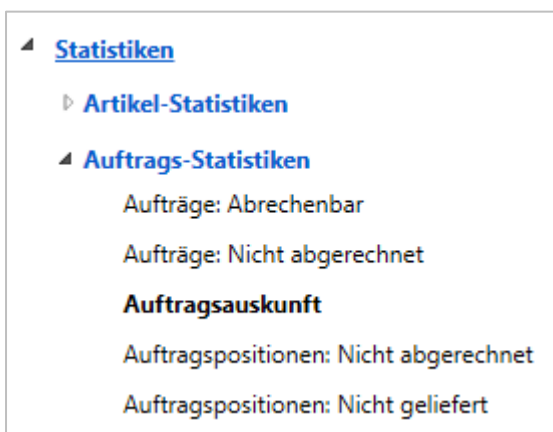 Statistiken
Artikel-Statistiken
Auftrags-Statistiken
Aufträge: Abrechenbar
Aufträge: Nicht abgerechnet
Auftragsauskunft
Auftragspositionen: Nicht abgerechnet
Auftragspositionen: Nicht geliefert